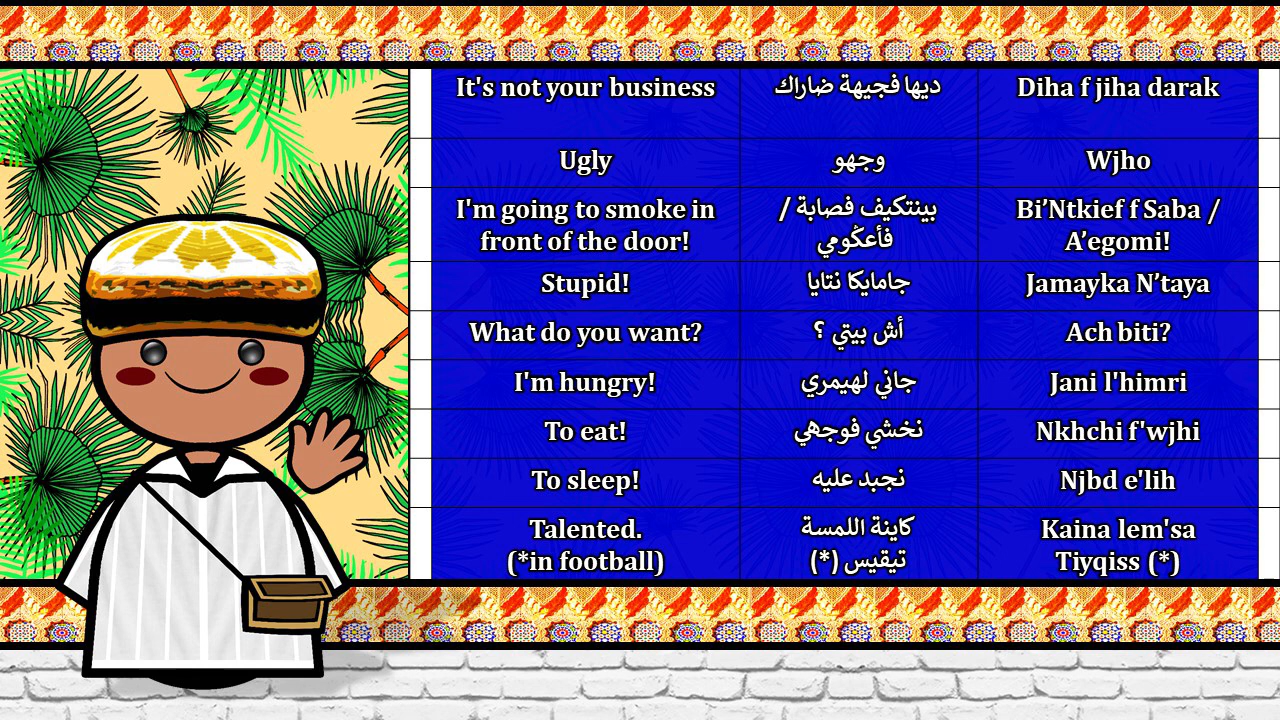 It's not your business ديها فجيهة ضاراك Diha f jiha darak
Ugly وجهو Wjho
I'm going to smoke in
front of the door!
بينتكيف فصابة /
فأعݣومي
Bi’Ntkief f Saba /
A’egomi!
Stupid! جامايكا نتايا Jamayka N’taya
What do you want? أش بيتي ؟ Ach biti?
I'm hungry! جاني لهيمري Jani l'himri
To eat! نخشي فوجهي Nkhchi f'wjhi
To sleep! نجبد عليه Njbd e'lih
Talented.
(*in football)
كاينة اللمسة
تيقيس (*)
Kaina lem'sa
Tiyqiss (*)